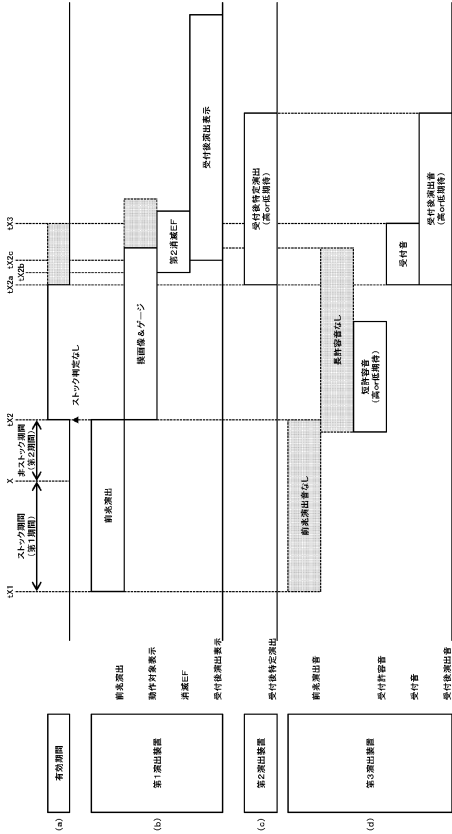 tX1
X
tX2
tX2a
tX2b
tX2c
tX3
ストック期間
(第1期間)
非ストック期間
(第2期間)
(a)
有効期間
ストック判定なし
(b)
第1演出装置
前兆演出
動作対象表示
消滅EF
受付後演出表示
前兆演出
操画像&ゲージ
第2消滅EF
受付後演出表示
(c)
第2演出装置
受付後特定演出
受付後特定演出
(高or低期待)
(d)
第3演出装置
前兆演出音
受付許容音
受付音
受付後演出音
前兆演出音なし
長許容音なし
短許容音
(高or低期待)
受付音
受付後演出音
(高or低期待)